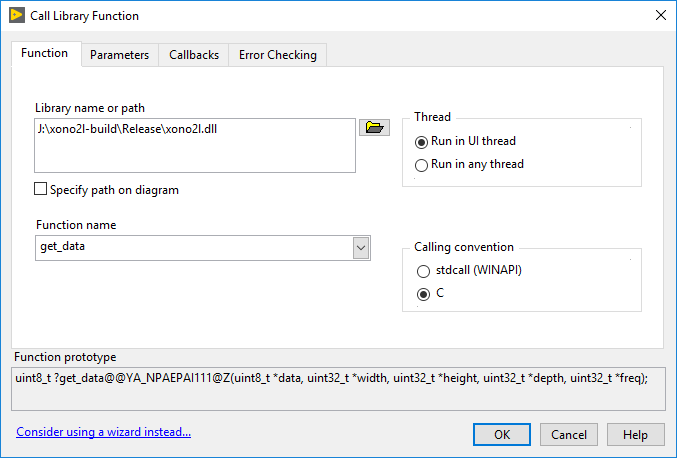 Call Library Function
Function
Parameters
Callbacks
Error Checking
Library name or path
J:\xono2l-build\Release\xono2l.dll
Specify path on diagram
Function name
get_data
Thread
Run in UI thread
Run in any thread
Calling convention
stdcall (WINAPI)
C
Function prototype
uint8_t ?get_data@@YA_NPAEPAI111@Z(uint8_t *data, uint32_t *width, uint32_t *height, uint32_t *depth, uint32_t *freq);
Consider using a wizard instead...
OK
Cancel
Help